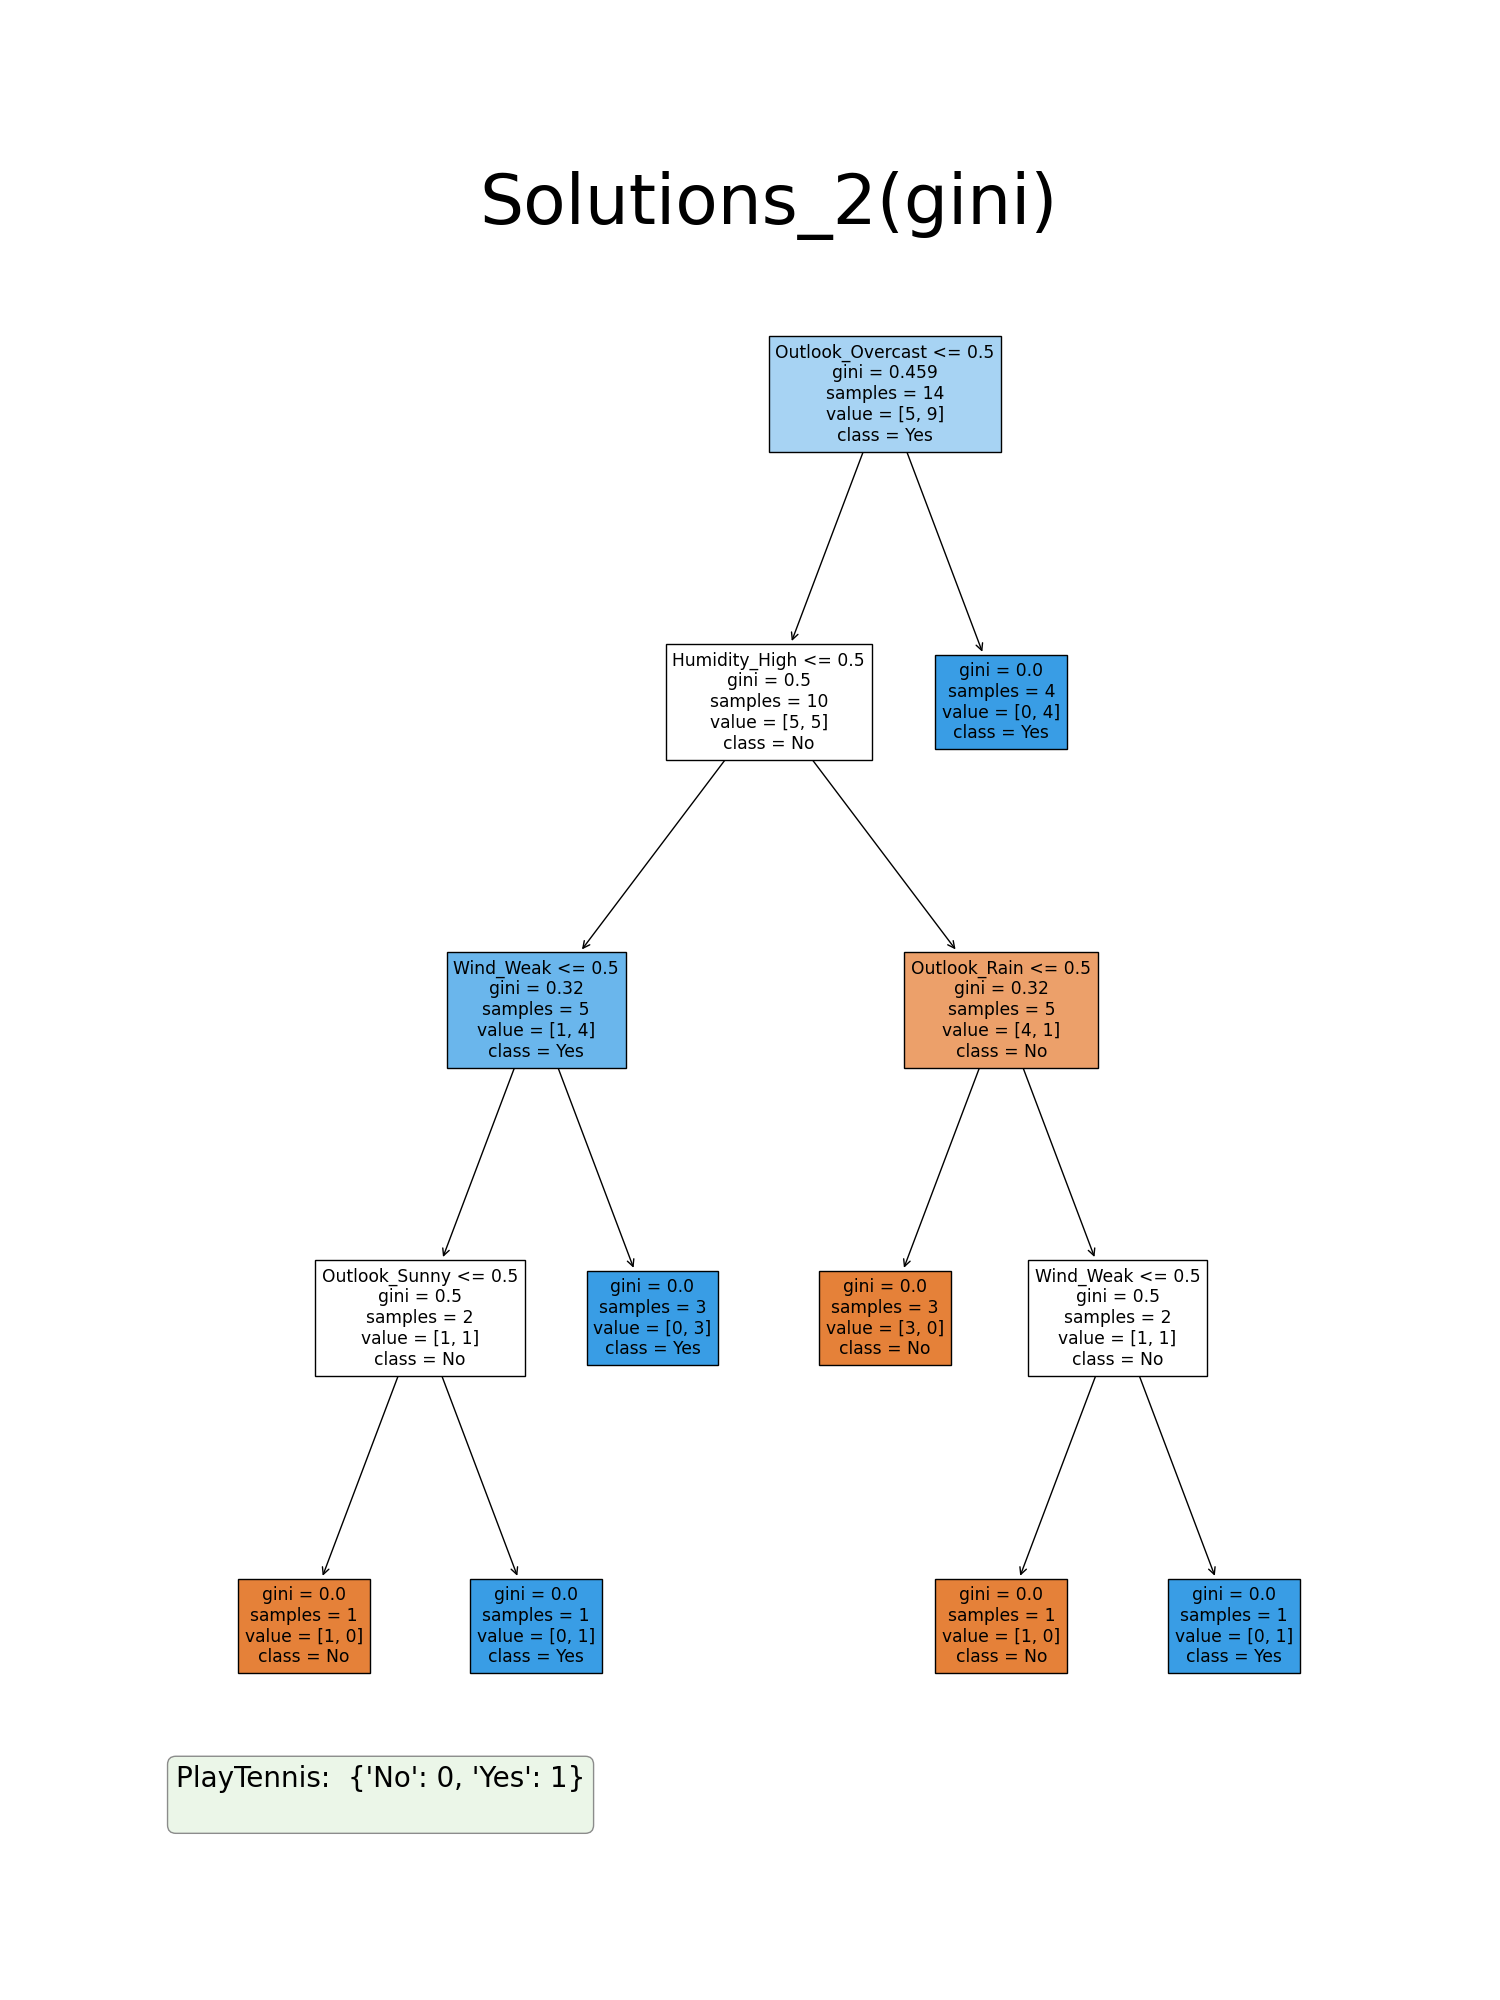 Solutions_2(gini)
Outlook_Overcast <= 0.5
gini = 0.459
samples = 14
value = [5, 9]
class = Yes
Humidity_High <= 0.5
gini = 0.5
samples = 10
value = [5, 5]
class = No
gini = 0.0
samples = 4
value = [0, 4]
class = Yes
Wind_Weak <= 0.5
gini = 0.32
samples = 5
value = [1, 4]
class = Yes
Outlook_Rain <= 0.5
gini = 0.32
samples = 5
value = [4, 1]
class = No
Outlook_Sunny <= 0.5
gini = 0.5
samples = 2
value = [1, 1]
class = No
gini = 0.0
samples = 3
value = [0, 3]
class = Yes
gini = 0.0
samples = 3
value = [3, 0]
class = No
Wind_Weak <= 0.5
gini = 0.5
samples = 2
value = [1, 1]
class = No
gini = 0.0
samples = 1
value = [1, 0]
class = No
gini = 0.0
samples = 1
value = [0, 1]
class = Yes
gini = 0.0
samples = 1
value = [1, 0]
class = No
gini = 0.0
samples = 1
value = [0, 1]
class = Yes
PlayTennis:  {'No': 0, 'Yes': 1}